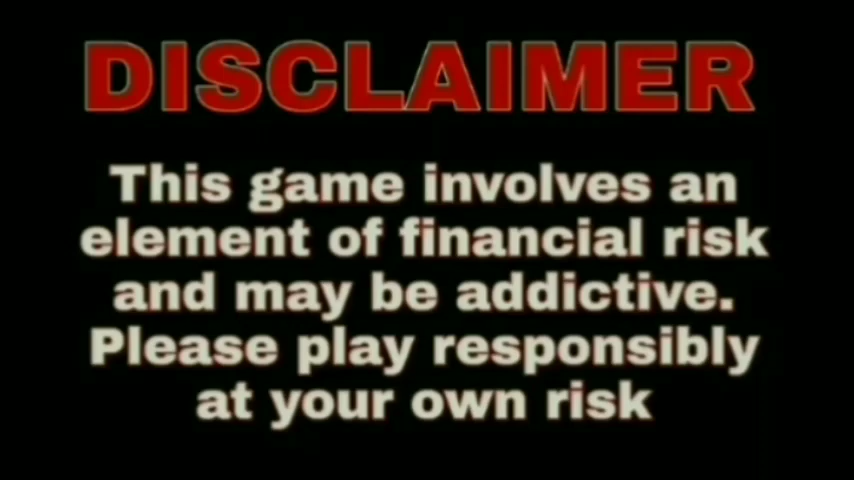 DISCLAIMER
This game involves an
element of financial risk
and may be addictive.
Please play responsibly
at your own risk